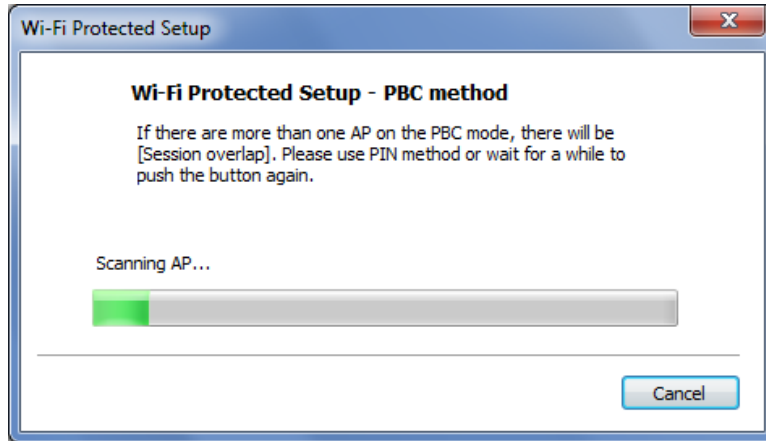 Wi-Fi Protected Setup
Wi-Fi Protected Setup - PBC method
If there are more than one AP on the PBC mode, there will be
[Session overlap]. Please use PIN method or wait for a while to
push the button again.
Scanning AP...
Cancel